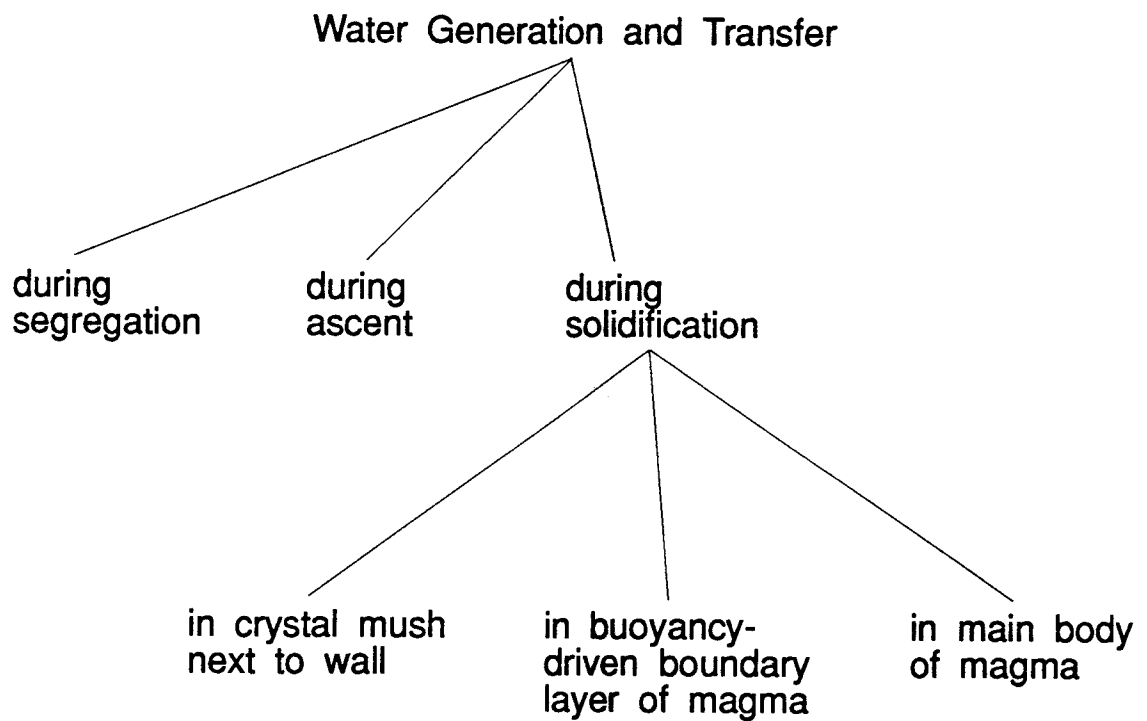 Water Generation and Transfer
during
segregation
during
ascent
during
solidification
in crystal mush
next to wall
in buoyancy-
driven boundary
layer of magma
in main body
of magma